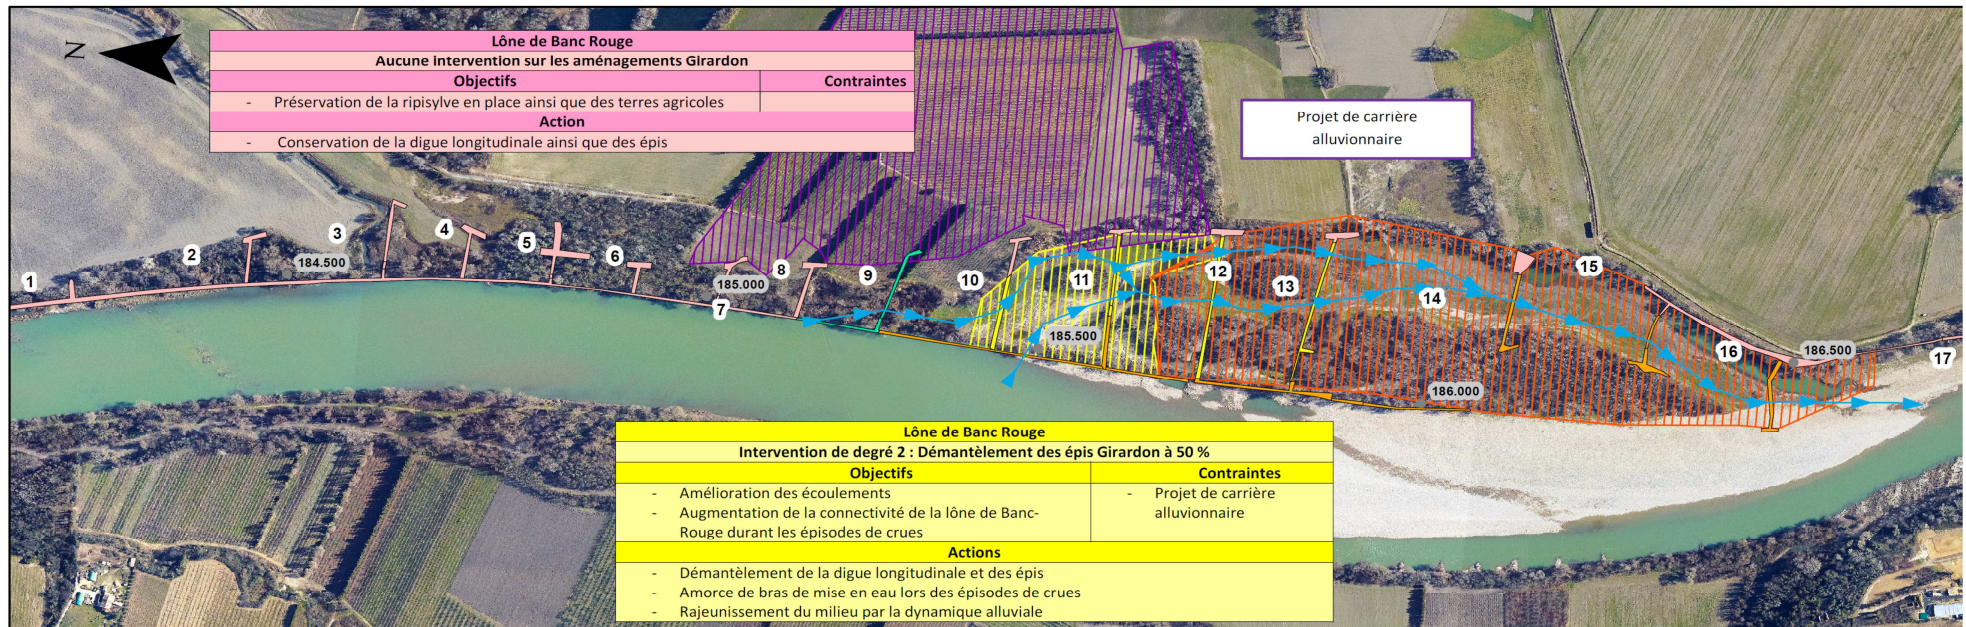 N
Lône de Banc Rouge
Aucune intervention sur les aménagements Girardon
Objectifs Contraintes
- Préservation de la ripisylve en place ainsi que des terres agricoles
Action
- Conservation de la digue longitudinale ainsi que des épis
Projet de carrière
alluvionnaire
1
2
3
184.500
4
5
6
185.000
7
8
9
10
11
185.500
12
13
14
186.000
15
16
186.500
17
Lône de Banc Rouge
Intervention de degré 2 : Démantèlement des épis Girardon à 50 %
Objectifs Contraintes
- Amélioration des écoulements
- Augmentation de la connectivité de la lône de Banc-
Rouge durant les épisodes de crues
- Projet de carrière
alluvionnaire
Actions
- Démantèlement de la digue longitudinale et des épis
- Amorce de bras de mise en eau lors des épisodes de crues
- Rajeunissement du milieu par la dynamique alluviale